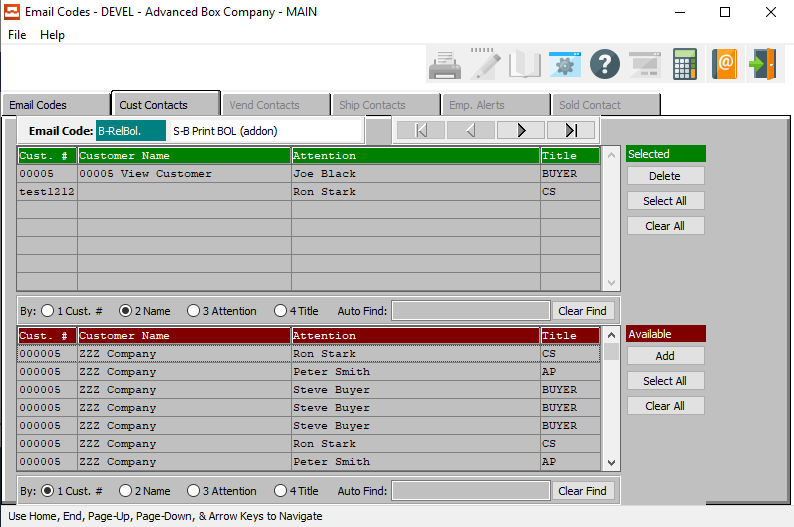 Email Codes - DEVEL - Advanced Box Company - MAIN
File Help
Email Codes Cust Contacts Vend Contacts Ship Contacts Emp. Alerts Sold Contact
Email Code: B-RelBol. S-B Print BOL (addon)
Cust. # Customer Name Attention Title
00005 00005 View Customer Joe Black BUYER
test1212 Ron Stark CS
Selected
Delete
Select All
Clear All
By: 1 Cust. # 2 Name 3 Attention 4 Title Auto Find: Clear Find
Cust. # Customer Name Attention Title
000005 ZZZ Company Ron Stark CS
000005 ZZZ Company Peter Smith AP
000005 ZZZ Company Steve Buyer BUYER
000005 ZZZ Company Steve Buyer BUYER
000005 ZZZ Company Steve Buyer BUYER
000005 ZZZ Company Ron Stark CS
000005 ZZZ Company Peter Smith AP
Available
Add
Select All
Clear All
By: 1 Cust. # 2 Name 3 Attention 4 Title Auto Find: Clear Find
Use Home, End, Page-Up, Page-Down, & Arrow Keys to Navigate